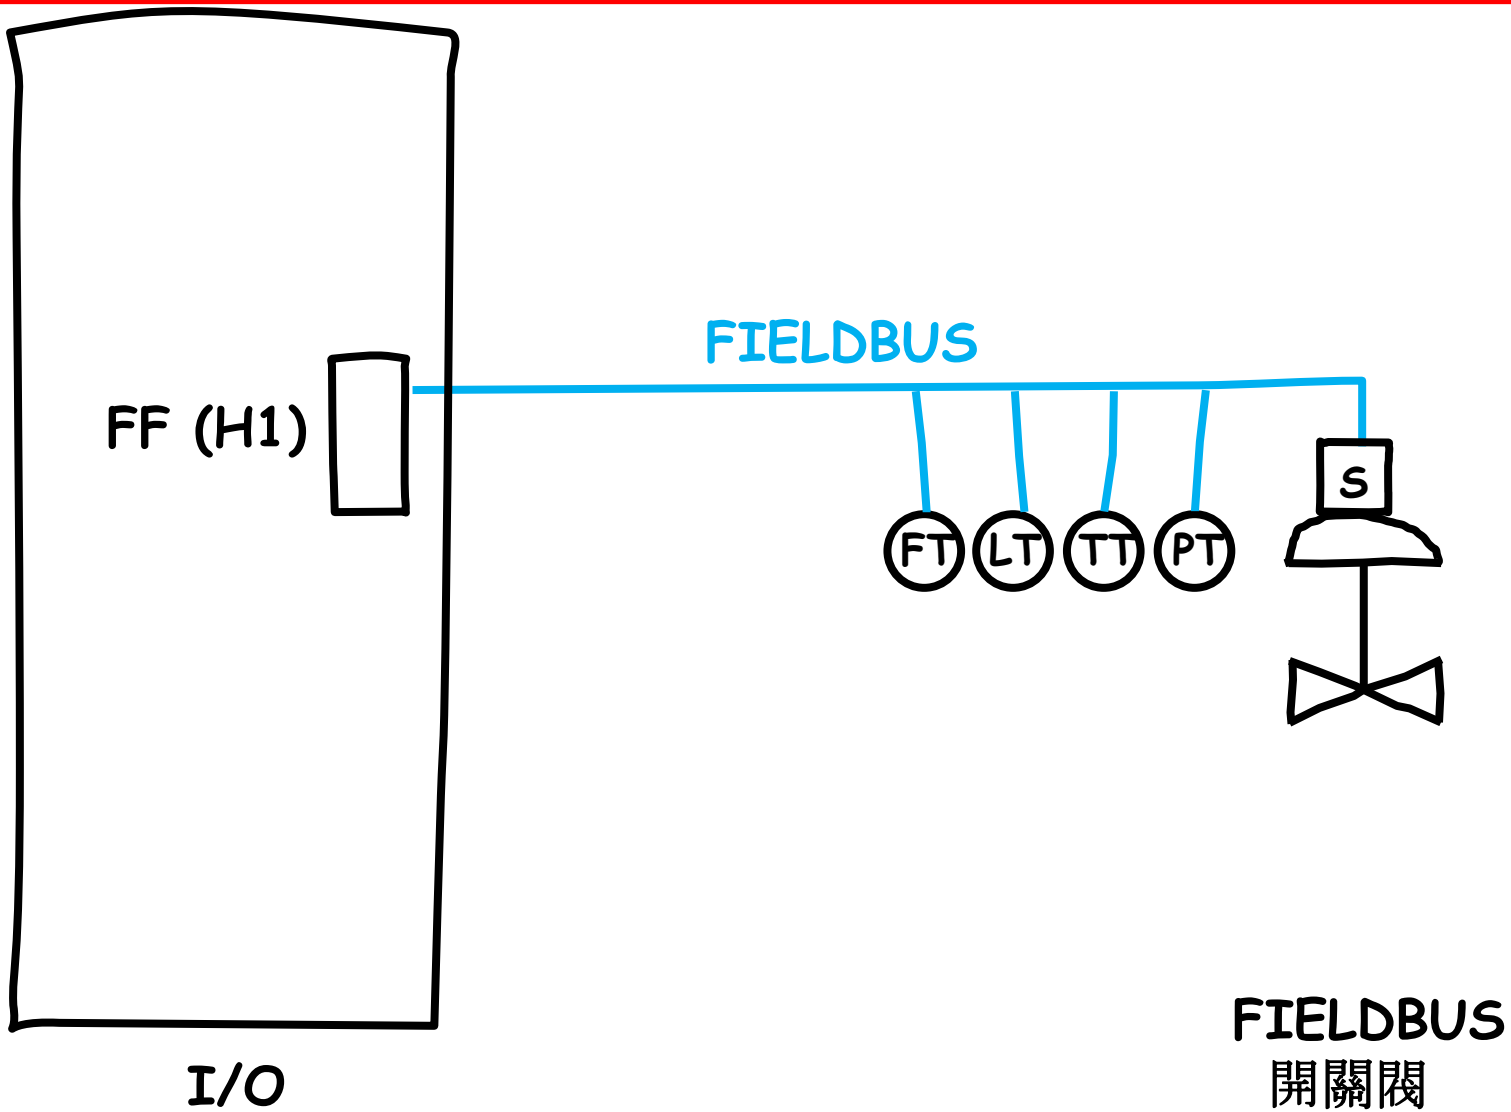 FIELDBUS
FF (H1)
S
FT LT TT PT
FIELDBUS
開關閥
I/O